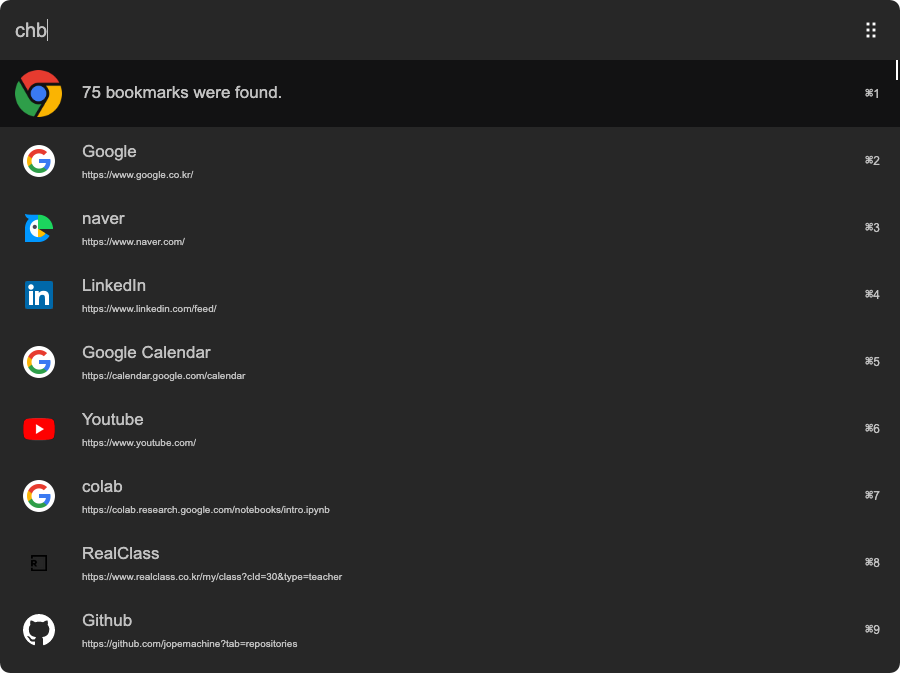 chb
75 bookmarks were found.
⌘1
Google
https://www.google.co.kr/
⌘2
naver
https://www.naver.com/
⌘3
in
LinkedIn
https://www.linkedin.com/feed/
⌘4
Google Calendar
https://calendar.google.com/calendar
⌘5
Youtube
https://www.youtube.com/
⌘6
colab
https://colab.research.google.com/notebooks/intro.ipynb
⌘7
R
RealClass
https://www.realclass.co.kr/my/class?cId=30&type=teacher
⌘8
Github
https://github.com/jopemachine?tab=repositories
⌘9